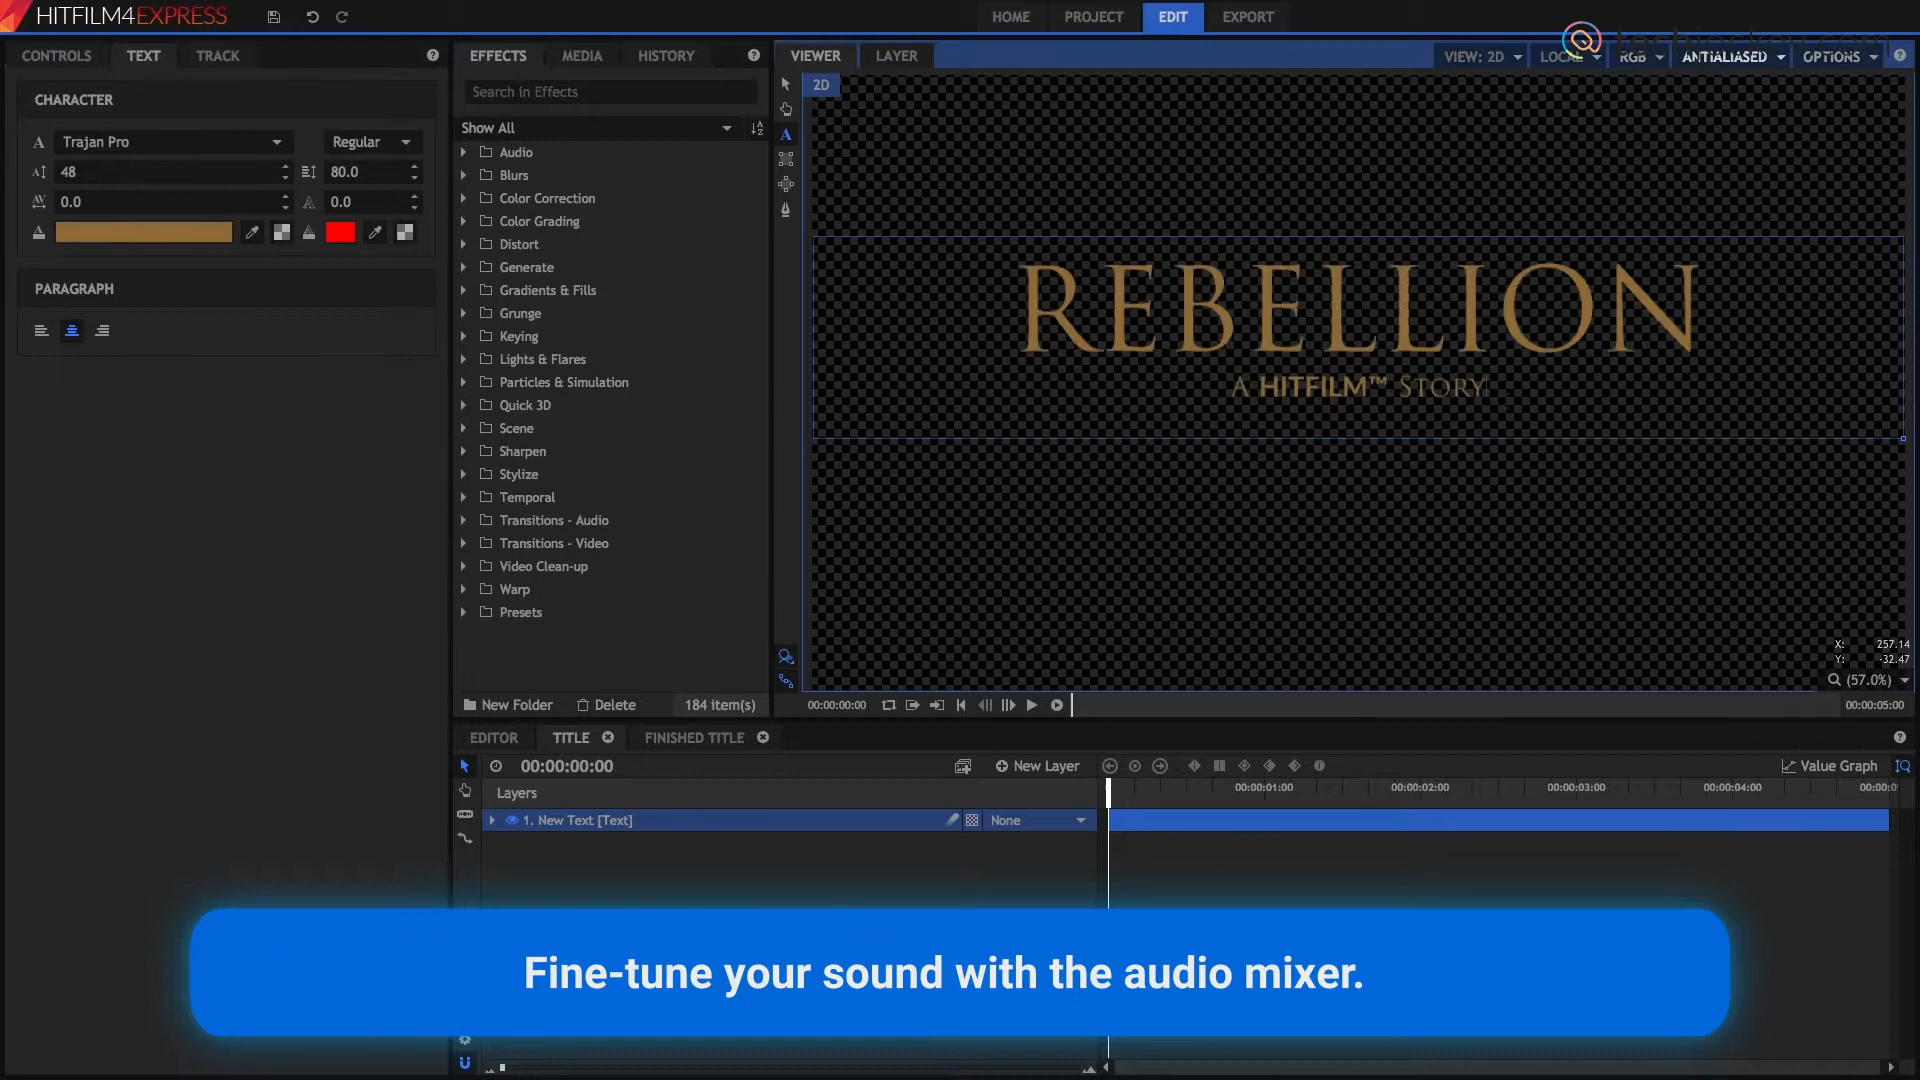 HITFILM4EXPRESS
HOME PROJECT EDIT EXPORT
CONTROLS TEXT TRACK
EFFECTS MEDIA HISTORY
VIEWER LAYER
VIEW: 2D LOCAL RGB ANTIALIASED OPTIONS
CHARACTER
Trajan Pro Regular
48 80.0
0.0 0.0
PARAGRAPH
Search in Effects
Show All
Audio
Blurs
Color Correction
Color Grading
Distort
Generate
Gradients & Fills
Grunge
Keying
Lights & Flares
Particles & Simulation
Quick 3D
Scene
Sharpen
Stylize
Temporal
Transitions - Audio
Transitions - Video
Video Clean-up
Warp
Presets
New Folder Delete 184 item(s)
2D
REBELLION
A HITFILM™ STORY
X: 257.14
Y: -32.47
(57.0%)
00:00:00:00 00:00:05:00
EDITOR TITLE FINISHED TITLE
00:00:00:00 New Layer Value Graph
Layers 00:00:01:00 00:00:02:00 00:00:03:00 00:00:04:00
1. New Text [Text] None
Fine-tune your sound with the audio mixer.